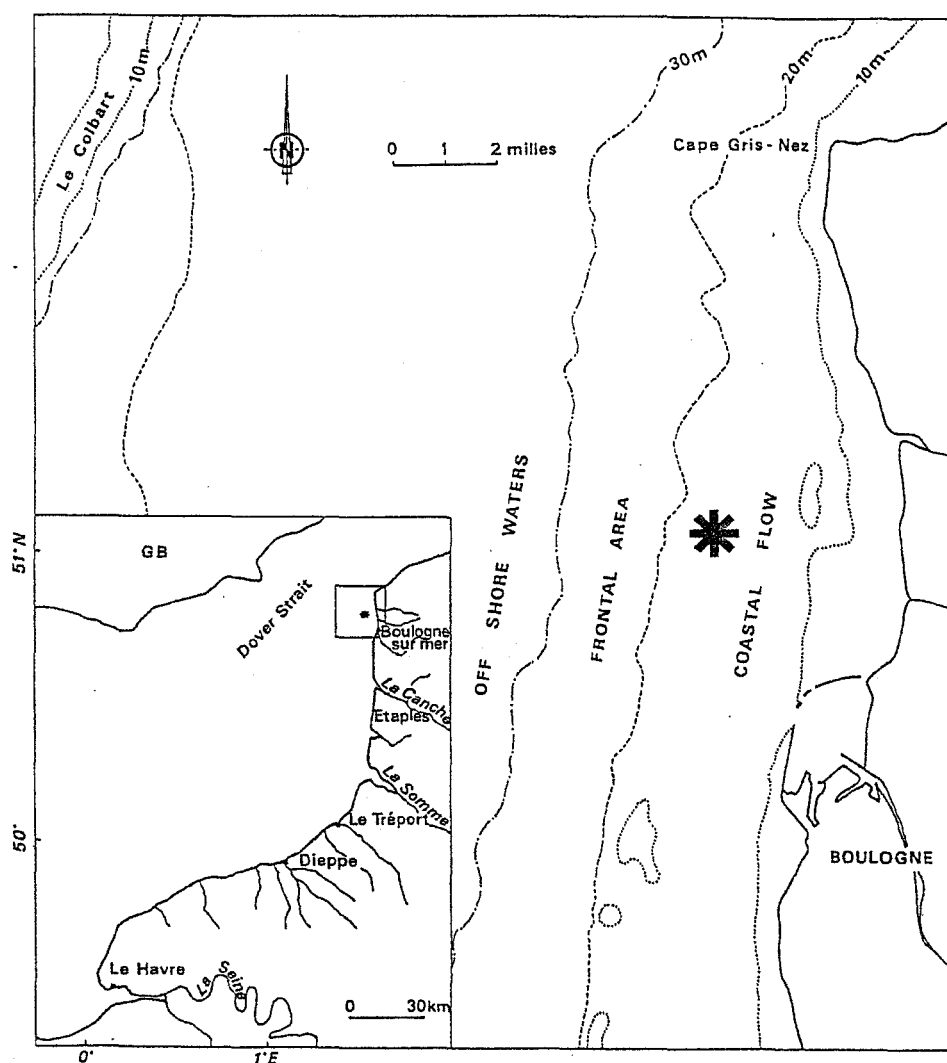 Le Colbart
10m
30m
20m
10m
N
0 1 2 milles
Cape Gris-Nez
OFF SHORE WATERS
FRONTAL AREA
COASTAL FLOW
BOULOGNE
51°N
50°
GB
Dover Strait
Boulogne
sur mer
La Canche
Etaples
La Somme
Le Tréport
Dieppe
Le Havre
La Seine
0 30km
0° 1°E